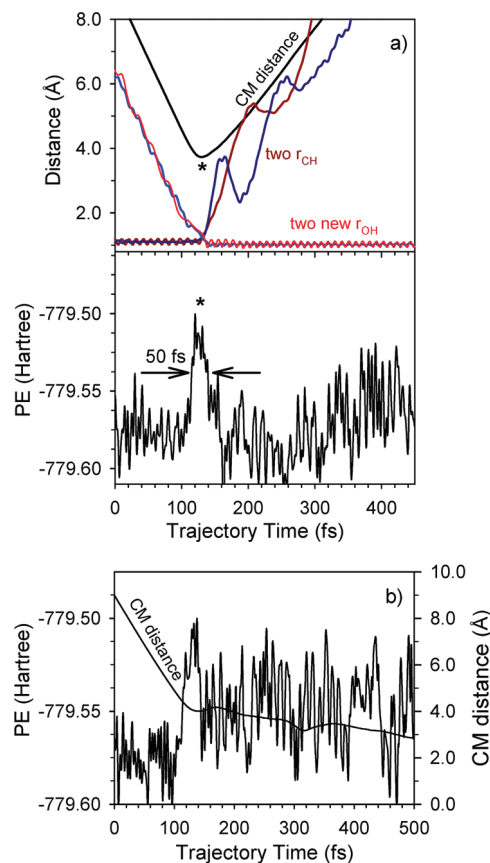 8.0
a)
6.0
4.0
2.0
Distance (Å)
CM distance
*
two r_CH
two new r_OH
-779.50
-779.55
-779.60
PE (Hartree)
*
50 fs
0 100 200 300 400
Trajectory Time (fs)
b)
-779.50
-779.55
-779.60
PE (Hartree)
CM distance
10.0
8.0
6.0
4.0
2.0
0.0
CM distance (Å)
0 100 200 300 400 500
Trajectory Time (fs)